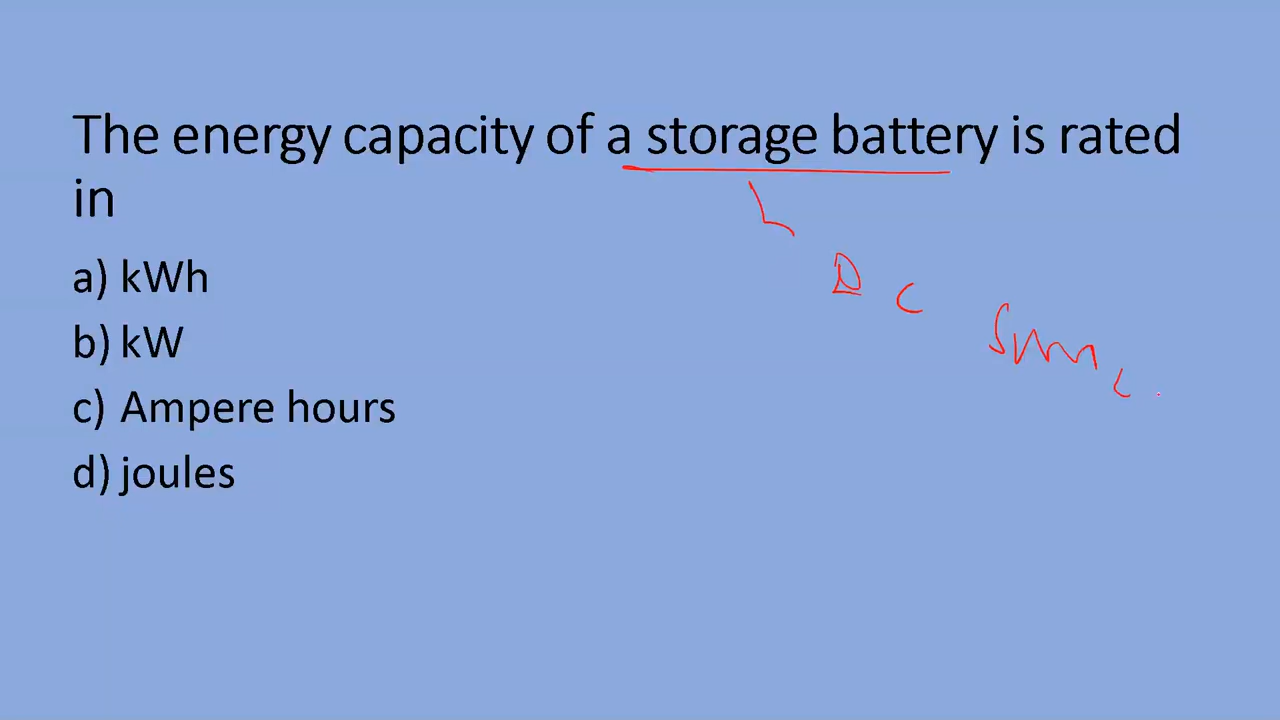 The energy capacity of a storage battery is rated
in
a) kWh
b) kW
c) Ampere hours
d) joules
D C